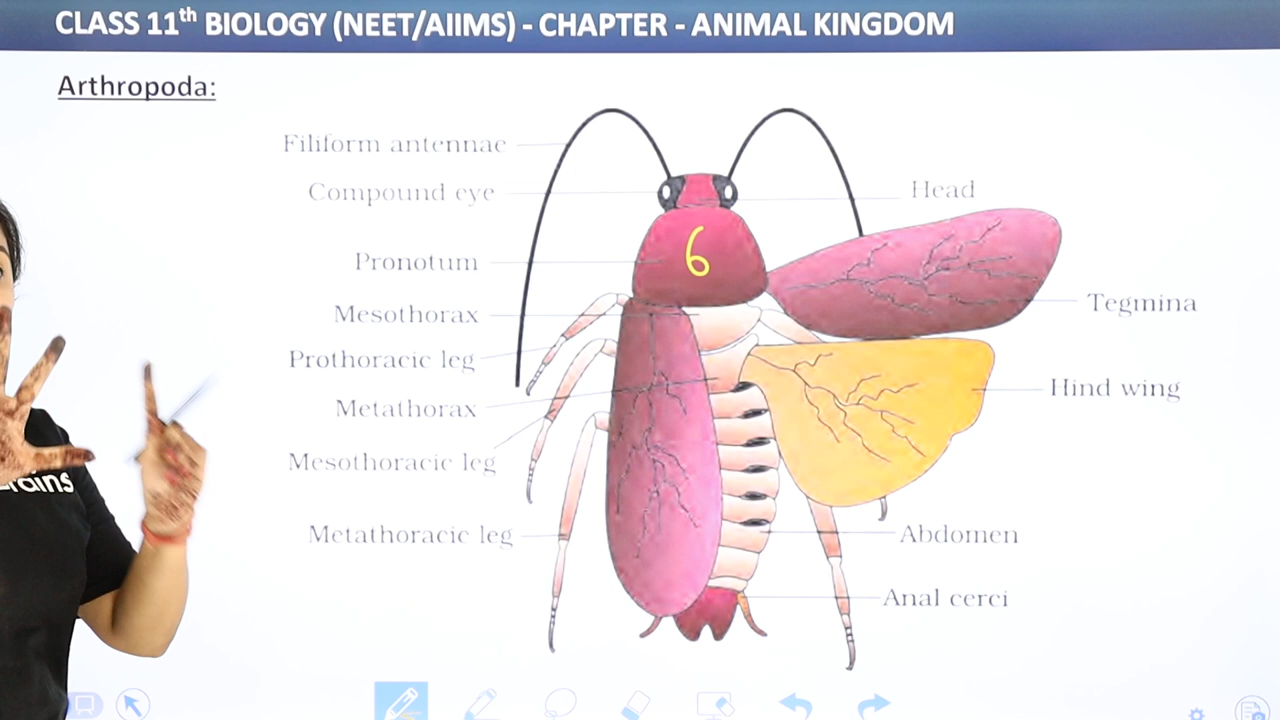 CLASS 11th BIOLOGY (NEET/AIIMS) - CHAPTER - ANIMAL KINGDOM
Arthropoda:
Filiform antennae
Compound eye
Head
6
Pronotum
Tegmina
Mesothorax
Prothoracic leg
Hind wing
Metathorax
Mesothoracic leg
Metathoracic leg
Abdomen
Anal cerci